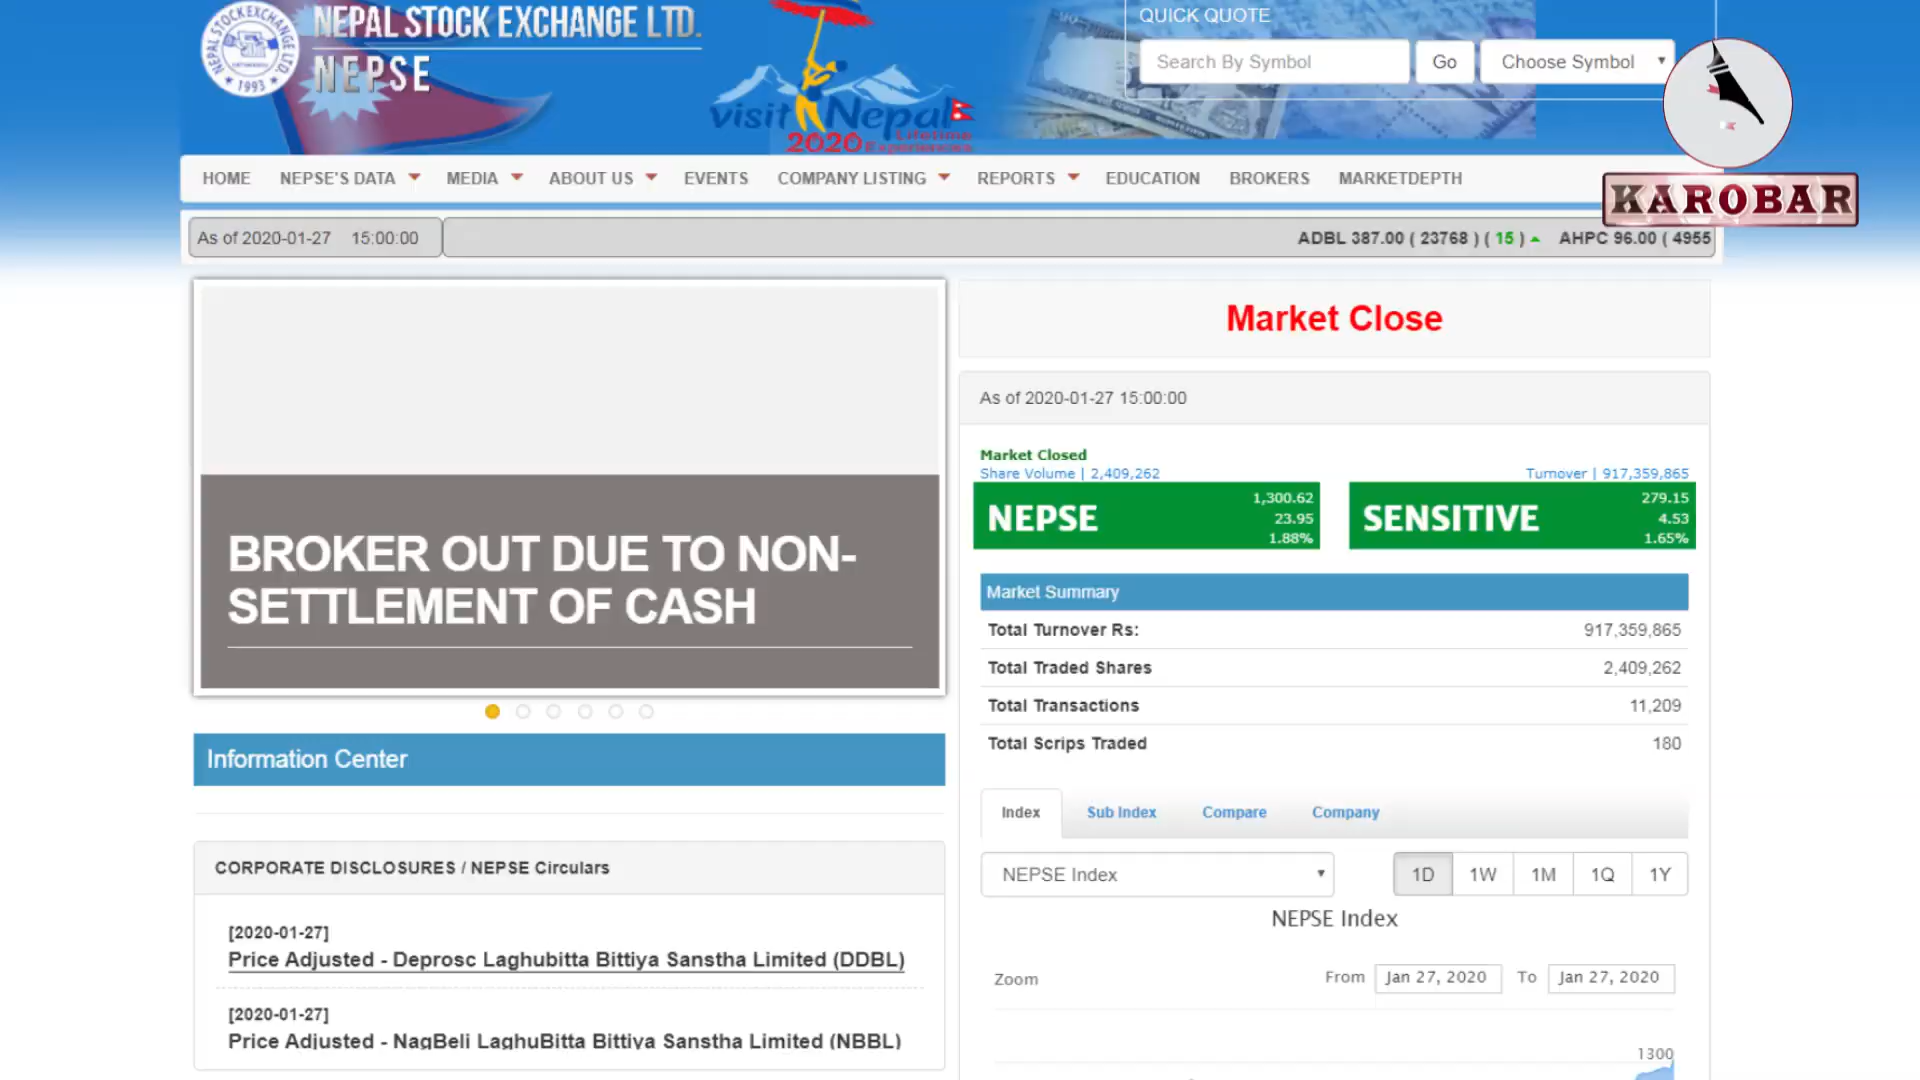 NEPAL STOCK EXCHANGE LTD.
NEPSE
NEPAL STOCK EXCHANGE LTD.
1993
visit Nepal
2020 Lifetime
Experiences
QUICK QUOTE
Search By Symbol
Go
Choose Symbol
KAROBAR
HOME NEPSE'S DATA MEDIA ABOUT US EVENTS COMPANY LISTING REPORTS EDUCATION BROKERS MARKETDEPTH
As of 2020-01-27 15:00:00
ADBL 387.00 ( 23768 ) ( 15 ) AHPC 96.00 ( 4955
BROKER OUT DUE TO NON-
SETTLEMENT OF CASH
Information Center
CORPORATE DISCLOSURES / NEPSE Circulars
[2020-01-27]
Price Adjusted - Deprosc Laghubitta Bittiya Sanstha Limited (DDBL)
[2020-01-27]
Price Adjusted - NagBeli LaghuBitta Bittiya Sanstha Limited (NBBL)
Market Close
As of 2020-01-27 15:00:00
Market Closed
Share Volume | 2,409,262
Turnover | 917,359,865
NEPSE
1,300.62
23.95
1.88%
SENSITIVE
279.15
4.53
1.65%
Market Summary
Total Turnover Rs: 917,359,865
Total Traded Shares 2,409,262
Total Transactions 11,209
Total Scrips Traded 180
Index Sub Index Compare Company
NEPSE Index
1D 1W 1M 1Q 1Y
NEPSE Index
Zoom
From Jan 27, 2020 To Jan 27, 2020
1300